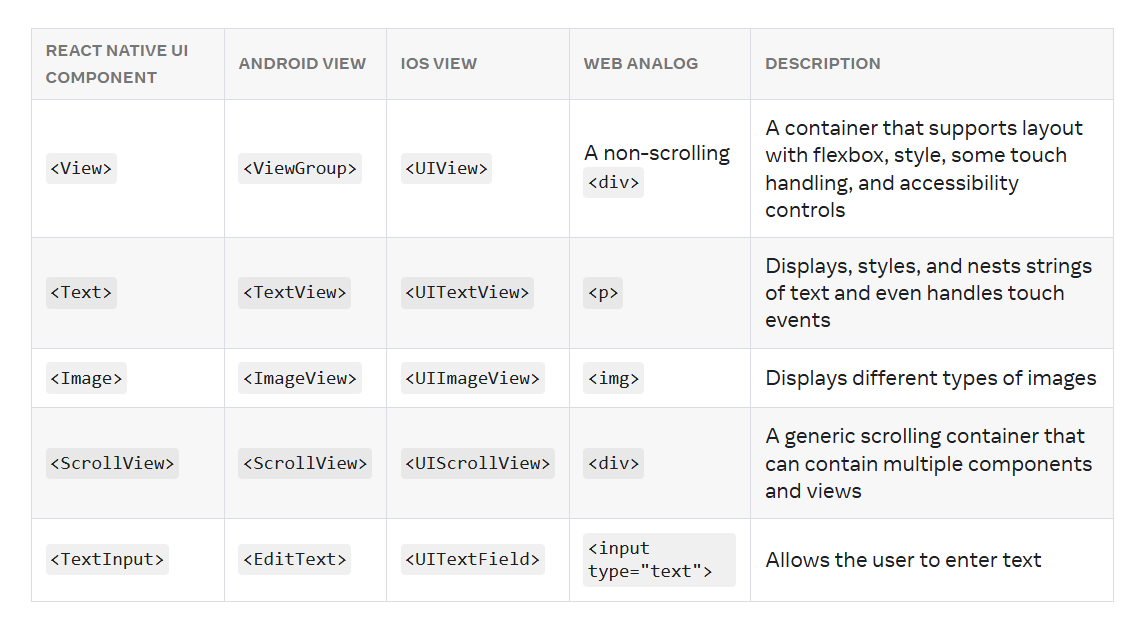 REACT NATIVE UI
COMPONENT
ANDROID VIEW
IOS VIEW
WEB ANALOG
DESCRIPTION
<View>
<ViewGroup>
<UIView>
A non-scrolling
<div>
A container that supports layout
with flexbox, style, some touch
handling, and accessibility
controls
<Text>
<TextView>
<UITextView>
<p>
Displays, styles, and nests strings
of text and even handles touch
events
<Image>
<ImageView>
<UIImageView>
<img>
Displays different types of images
<ScrollView>
<ScrollView>
<UIScrollView>
<div>
A generic scrolling container that
can contain multiple components
and views
<TextInput>
<EditText>
<UITextField>
<input
type="text">
Allows the user to enter text